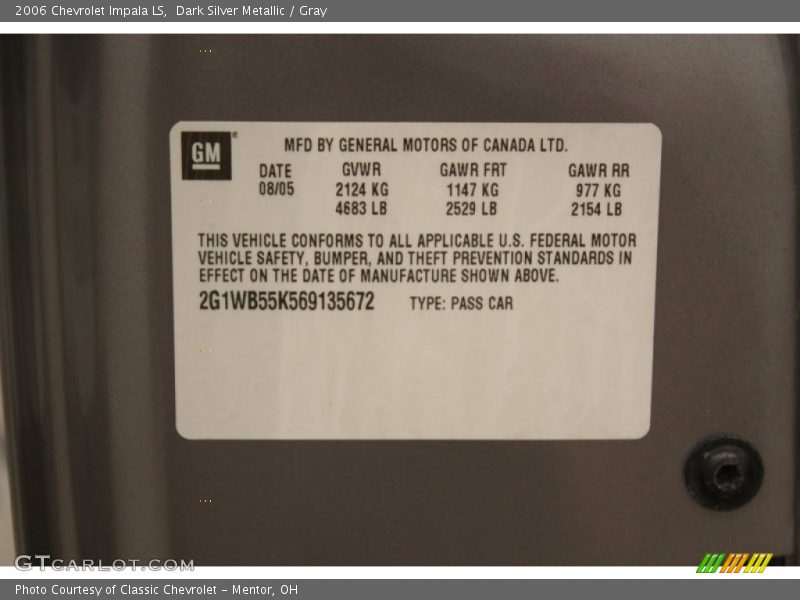 2006 Chevrolet Impala LS, Dark Silver Metallic / Gray
GM®
MFD BY GENERAL MOTORS OF CANADA LTD.
DATE GVWR GAWR FRT GAWR RR
08/05 2124 KG 1147 KG 977 KG
4683 LB 2529 LB 2154 LB
THIS VEHICLE CONFORMS TO ALL APPLICABLE U.S. FEDERAL MOTOR
VEHICLE SAFETY, BUMPER, AND THEFT PREVENTION STANDARDS IN
EFFECT ON THE DATE OF MANUFACTURE SHOWN ABOVE.
2G1WB55K569135672 TYPE: PASS CAR
GTCARLOT.COM
Photo Courtesy of Classic Chevrolet - Mentor, OH